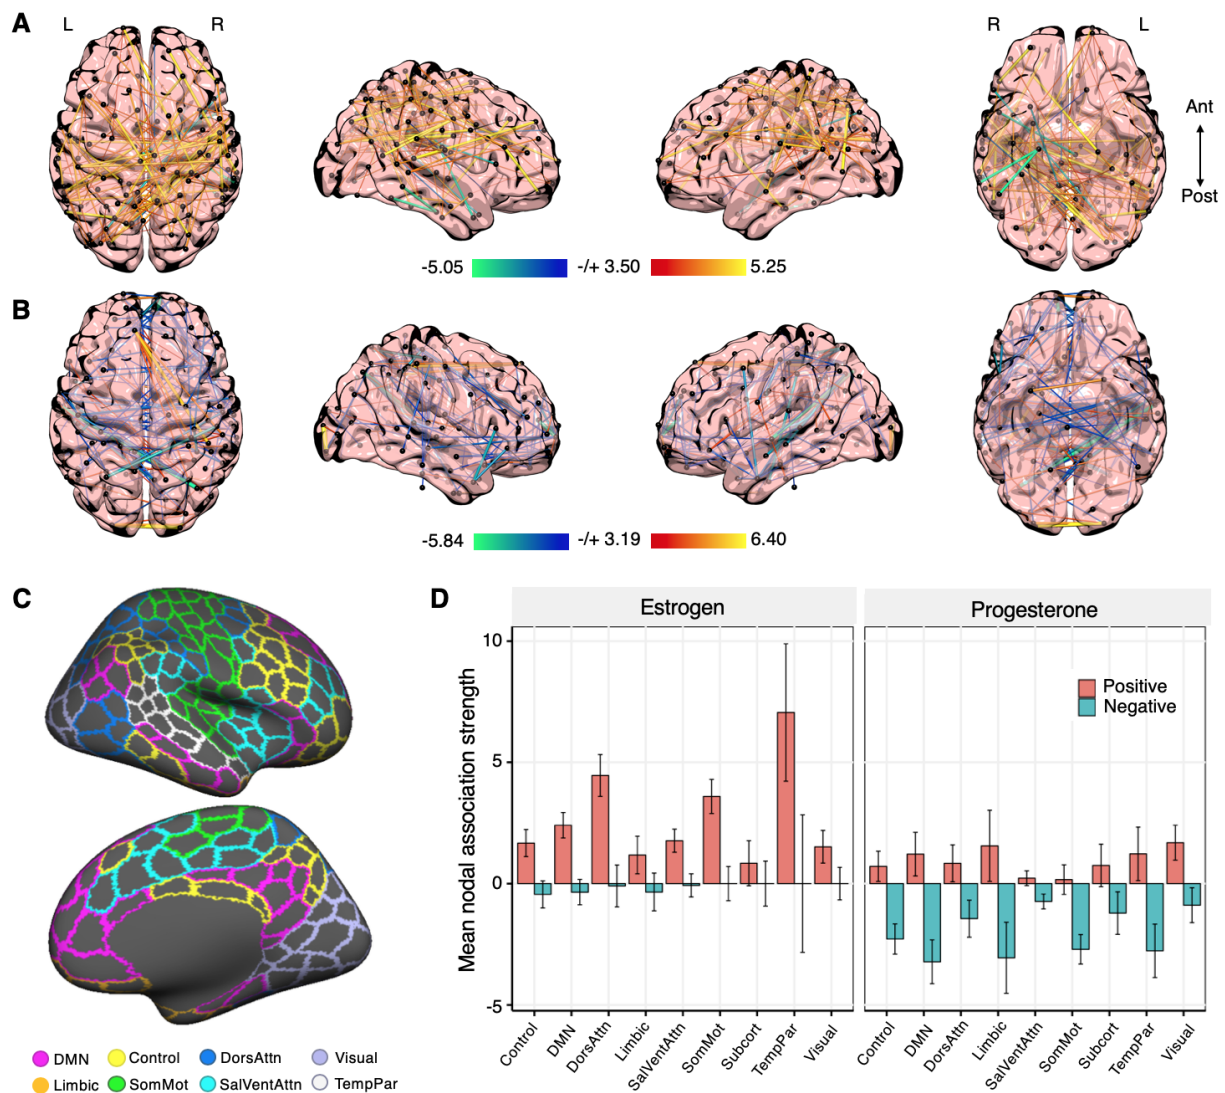 A
L
R
R
L
Ant
Post
-5.05
-/+ 3.50
5.25
B
-5.84
-/+ 3.19
6.40
C
DMN
Control
DorsAttn
Visual
Limbic
SomMot
SalVentAttn
TempPar
D
Estrogen
Progesterone
Mean nodal association strength
10
5
0
-5
Positive
Negative
Control
DMN
DorsAttn
Limbic
SalVentAttn
SomMot
Subcort
TempPar
Visual
Control
DMN
DorsAttn
Limbic
SalVentAttn
SomMot
Subcort
TempPar
Visual